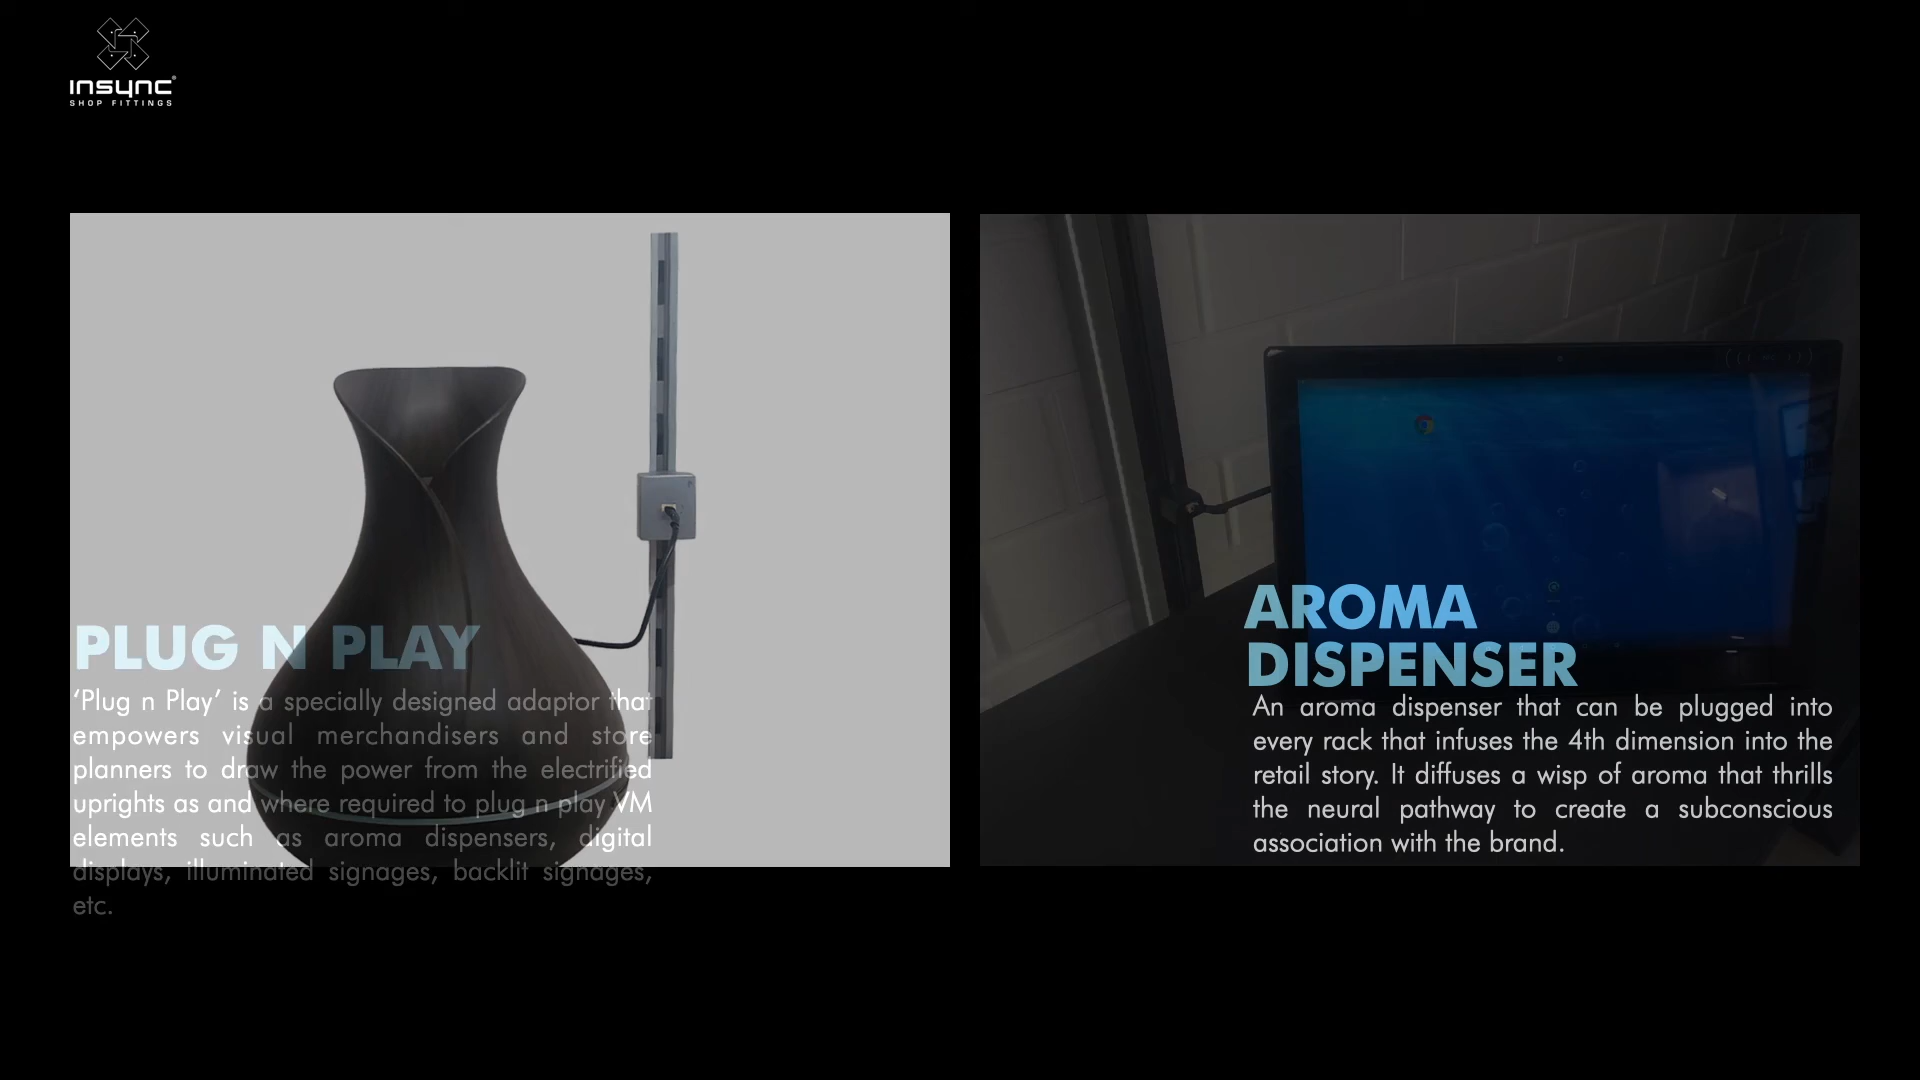 insync®
SHOP FITTINGS
PLUG N PLAY
‘Plug n Play’ is a specially designed adaptor that
empowers visual merchandisers and store
planners to draw the power from the electrified
uprights as and where required to plug n play VM
elements such as aroma dispensers, digital
displays, illuminated signages, backlit signages,
etc.
AROMA
DISPENSER
An aroma dispenser that can be plugged into
every rack that infuses the 4th dimension into the
retail story. It diffuses a wisp of aroma that thrills
the neural pathway to create a subconscious
association with the brand.